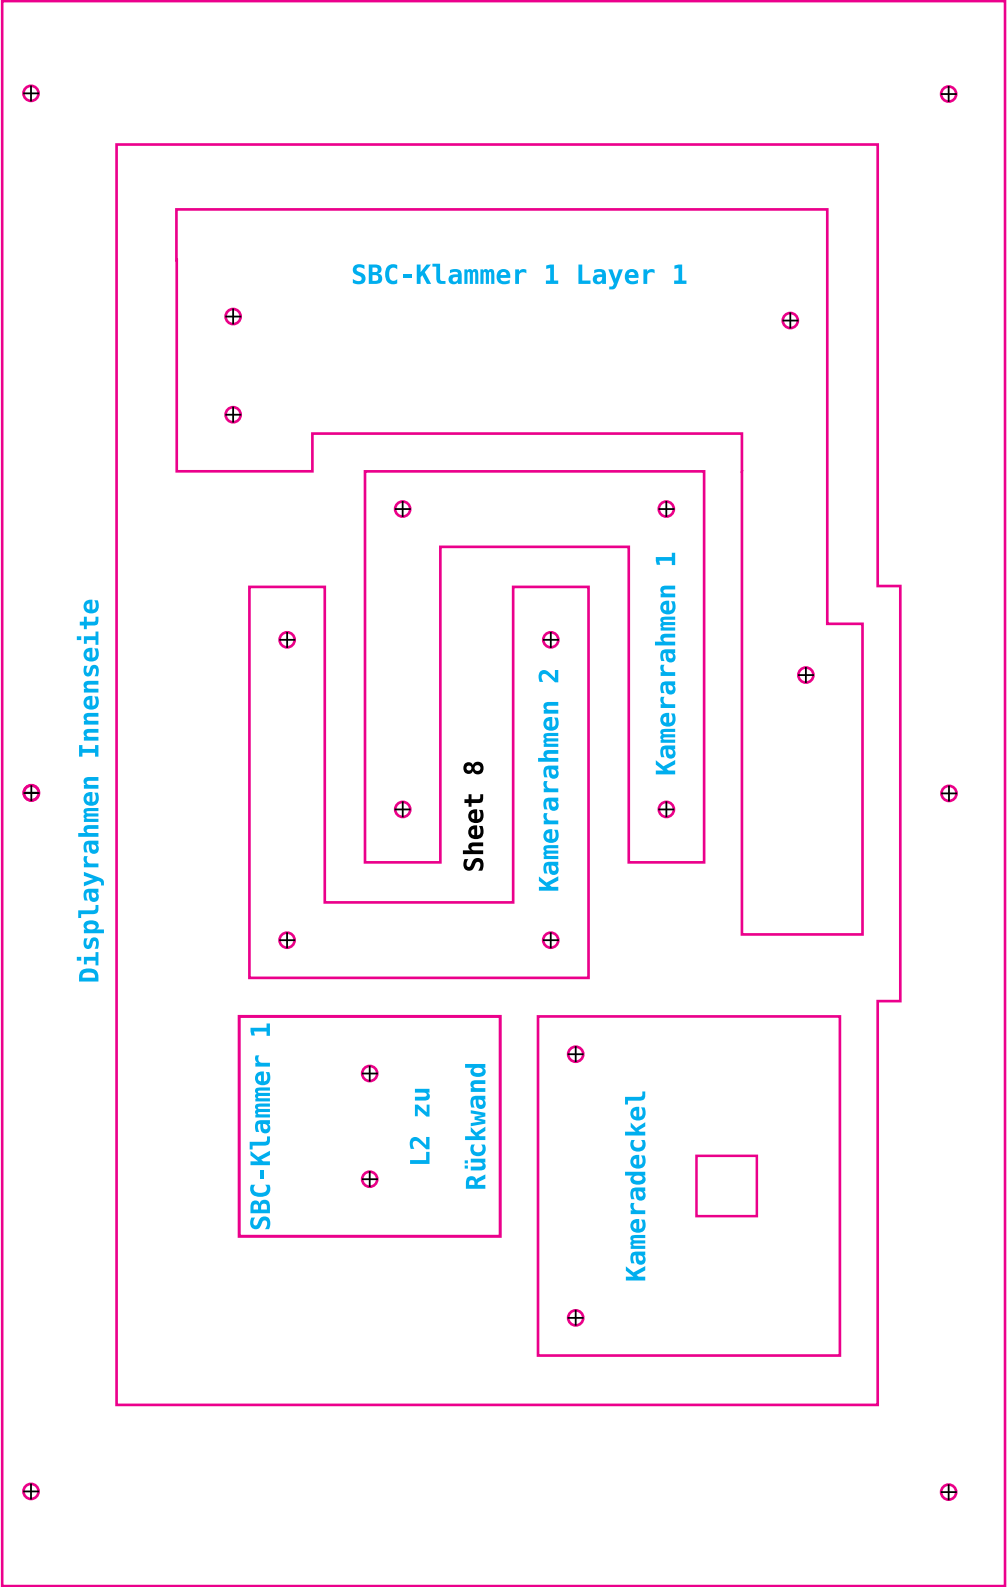 SBC-Klammer 1 Layer 1
Displayrahmen Innenseite
Sheet 8
Kamerarahmen 2
Kamerarahmen 1
SBC-Klammer 1
L2 zu
Rückwand
Kameradeckel